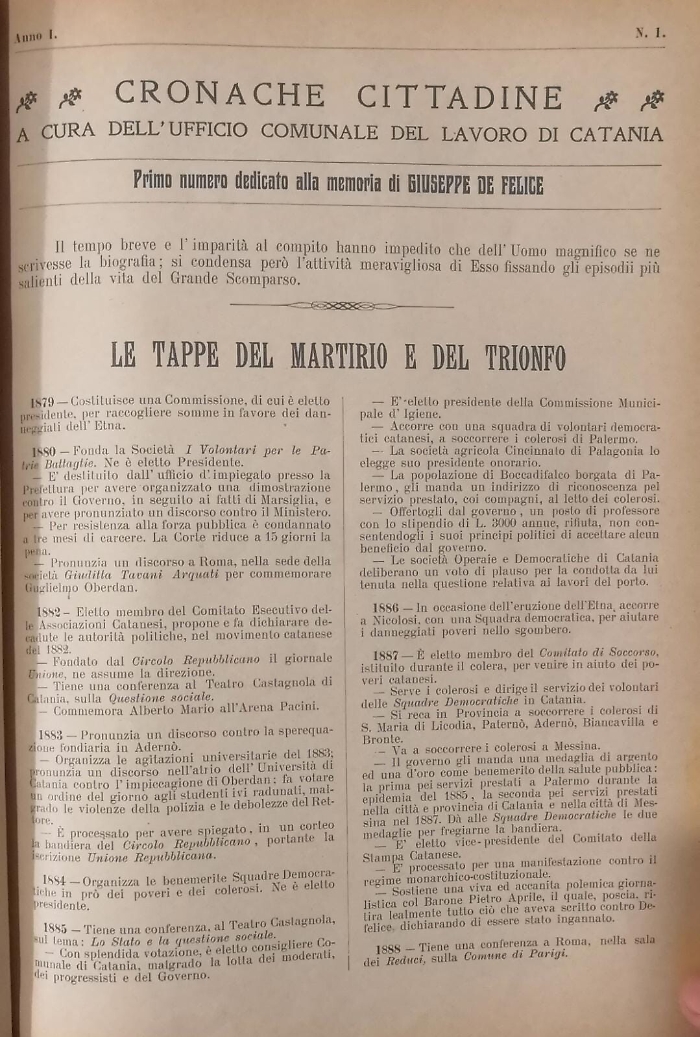 Anno I.
N. 1.
CRONACHE CITTADINE
A CURA DELL'UFFICIO COMUNALE DEL LAVORO DI CATANIA
Primo numero dedicato alla memoria di GIUSEPPE DE FELICE
Il tempo breve e l'imparità al compito hanno impedito che dell'Uomo magnifico se ne
scrivesse la biografia; si condensa però l'attività meravigliosa di Esso fissando gli episodii più
salienti della vita del Grande Scomparso.
LE TAPPE DEL MARTIRIO E DEL TRIONFO
1879 — Costituisce una Commissione, di cui è eletto
presidente, per raccogliere somme in favore dei dan-
neggiati dell'Etna.
1880 — Fonda la Società I Volontari per le Pa-
trie Battaglie. Ne è eletto Presidente.
— E' destituito dall'ufficio d'impiegato presso la
Prefettura per avere organizzato una dimostrazione
contro il Governo, in seguito ai fatti di Marsiglia, e
per avere pronunziato un discorso contro il Ministero.
— Per resistenza alla forza pubblica è condannato
a tre mesi di carcere. La Corte riduce a 15 giorni la
pena.
— Pronunzia un discorso a Roma, nella sede della
società Giuditta Tavani Arquati per commemorare
Guglielmo Oberdan.
1882 — Eletto membro del Comitato Esecutivo del-
le Associazioni Catanesi, propone e fa dichiarare de-
cadute le autorità politiche, nel movimento catanese
del 1882.
— Fondato dal Circolo Repubblicano il giornale
Unione, ne assume la direzione.
— Tiene una conferenza al Teatro Castagnola di
Catania, sulla Questione sociale.
— Commemora Alberto Mario all'Arena Pacini.
1883 — Pronunzia un discorso contro la sperequa-
zione fondiaria in Adernò.
— Organizza le agitazioni universitarie del 1883;
pronunzia un discorso nell'atrio dell'Università di
Catania contro l'impiccagione di Oberdan; fa votare
un ordine del giorno agli studenti ivi radunati, mal-
grado le violenze della polizia e le debolezze del Ret-
tore.
— È processato per avere spiegato, in un corteo
la bandiera del Circolo Repubblicano, portante la
iscrizione Unione Repubblicana.
1884 — Organizza le benemerite Squadre Democra-
tiche in prò dei poveri e dei colerosi. Ne è eletto
presidente.
1885 — Tiene una conferenza, al Teatro Castagnola,
sul tema: Lo Stato e la questione sociale.
— Con splendida votazione, è eletto consigliere Co-
munale di Catania, malgrado la lotta dei moderati,
dei progressisti e del Governo.
— E' eletto presidente della Commissione Munici-
pale d'Igiene.
— Accorre con una squadra di volontari democra-
tici catanesi, a soccorrere i colerosi di Palermo.
— La società agricola Cincinnato di Palagonia lo
elegge suo presidente onorario.
— La popolazione di Boccadifalco borgata di Pa-
lermo, gli manda un indirizzo di riconoscenza pel
servizio prestato, coi compagni, al letto dei colerosi.
— Offertogli dal governo, un posto di professore
con lo stipendio di L. 3000 annue, rifiuta, non con-
sentendogli i suoi principi politici di accettare alcun
beneficio dal governo.
— Le società Operaie e Democratiche di Catania
deliberano un voto di plauso per la condotta da lui
tenuta nella questione relativa ai lavori del porto.
1886 — In occasione dell'eruzione dell'Etna, accorre
a Nicolosi, con una Squadra democratica, per aiutare
i danneggiati poveri nello sgombero.
1887 — È eletto membro del Comitato di Soccorso,
istituito durante il colera, per venire in aiuto dei po-
veri catanesi.
— Serve i colerosi e dirige il servizio dei volontari
delle Squadre Democratiche in Catania.
— Si reca in Provincia a soccorrere i colerosi di
S. Maria di Licodia, Paternò, Adernò, Biancavilla e
Bronte.
— Va a soccorrere i colerosi a Messina.
— Il governo gli manda una medaglia di argento
ed una d'oro come benemerito della salute pubblica:
la prima pei servizi prestati a Palermo durante la
epidemia del 1885, la seconda pei servizi prestati
nella città e provincia di Catania e nella città di Mes-
sina nel 1887. Dà alle Squadre Democratiche le due
medaglie per fregiarne la bandiera.
— E' eletto vice-presidente del Comitato della
Stampa Catanese.
— E' processato per una manifestazione contro il
regime monarchico-costituzionale.
— Sostiene una viva ed accanita polemica giorna-
listica col Barone Pietro Aprile, il quale, poscia, ri-
tira lealmente tutto ciò che aveva scritto contro De-
felice, dichiarando di essere stato ingannato.
1888 — Tiene una conferenza a Roma, nella sala
dei Reduci, sulla Comune di Parigi.